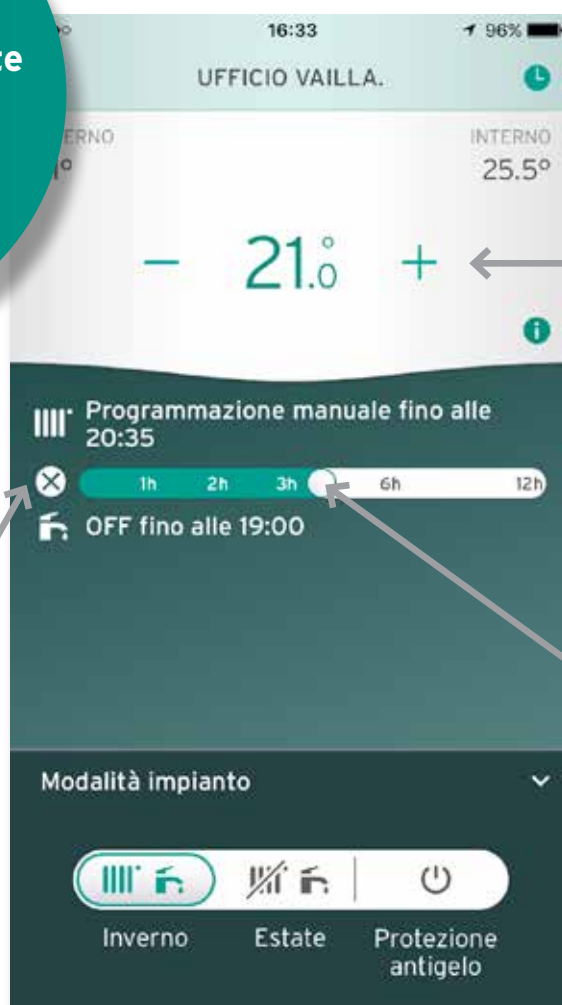 16:33
96%
UFFICIO VAILLA.
INTERNO
25.5°
− 21.0° +
Programmazione manuale fino alle
20:35
1h 2h 3h 6h 12h
OFF fino alle 19:00
Modalità impianto
Inverno Estate Protezione
antigelo